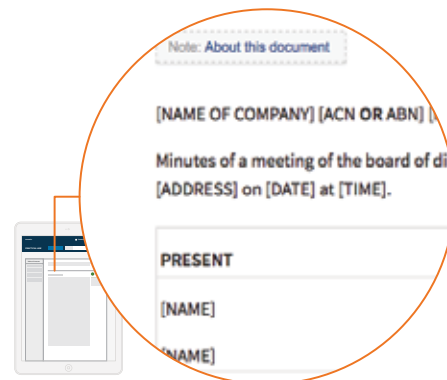 Note: About this document
[NAME OF COMPANY] [ACN OR ABN] [
Minutes of a meeting of the board of di
[ADDRESS] on [DATE] at [TIME].
PRESENT
[NAME]
[NAME]